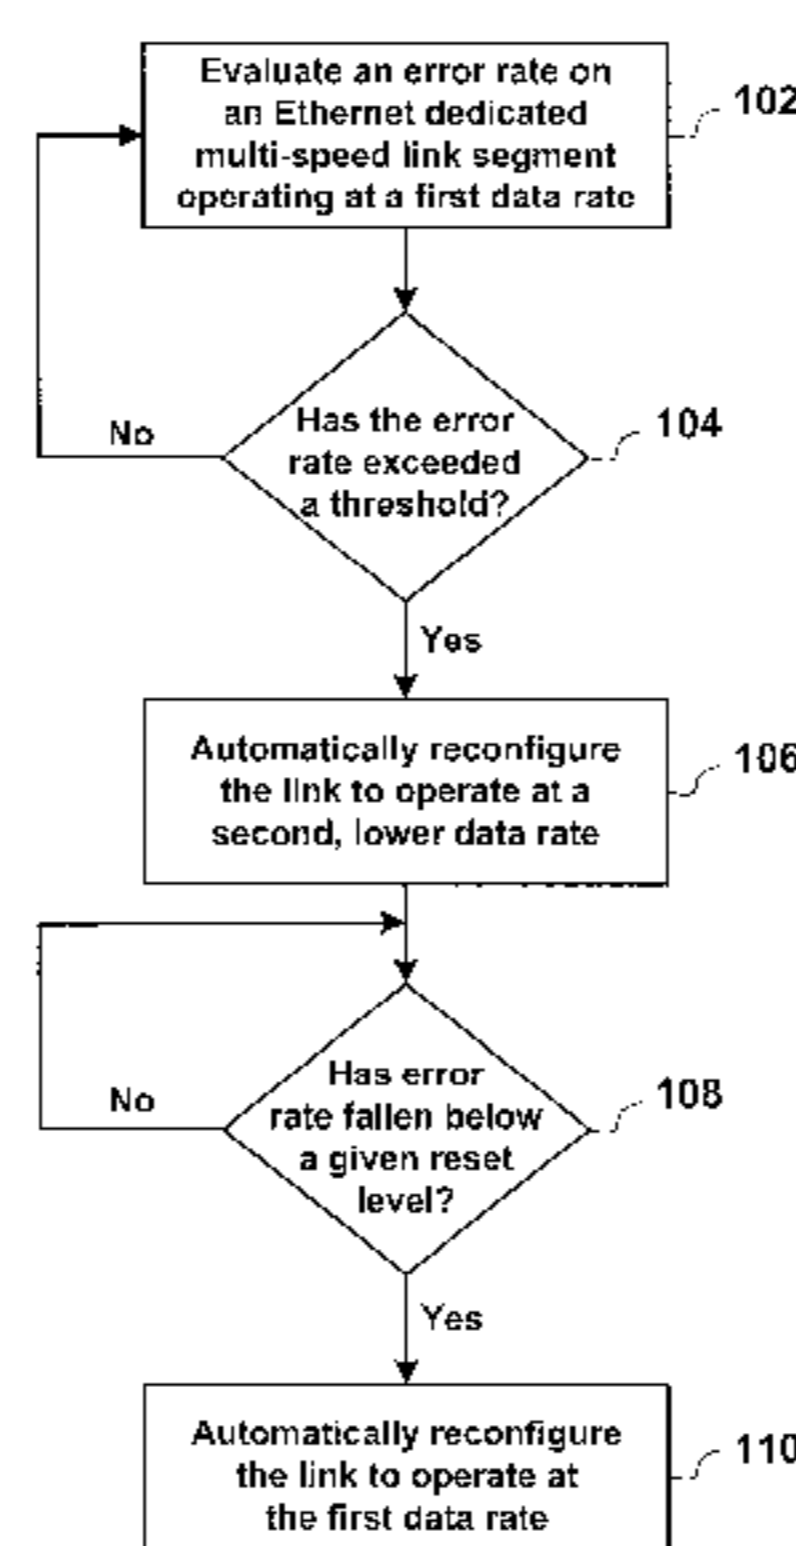 Evaluate an error rate on
an Ethernet dedicated
multi-speed link segment
operating at a first data rate
102
Has the error
rate exceeded
a threshold?
104
No
Yes
Automatically reconfigure
the link to operate at a
second, lower data rate
106
Has error
rate fallen below
a given reset
level?
108
No
Yes
Automatically reconfigure
the link to operate at
the first data rate
110